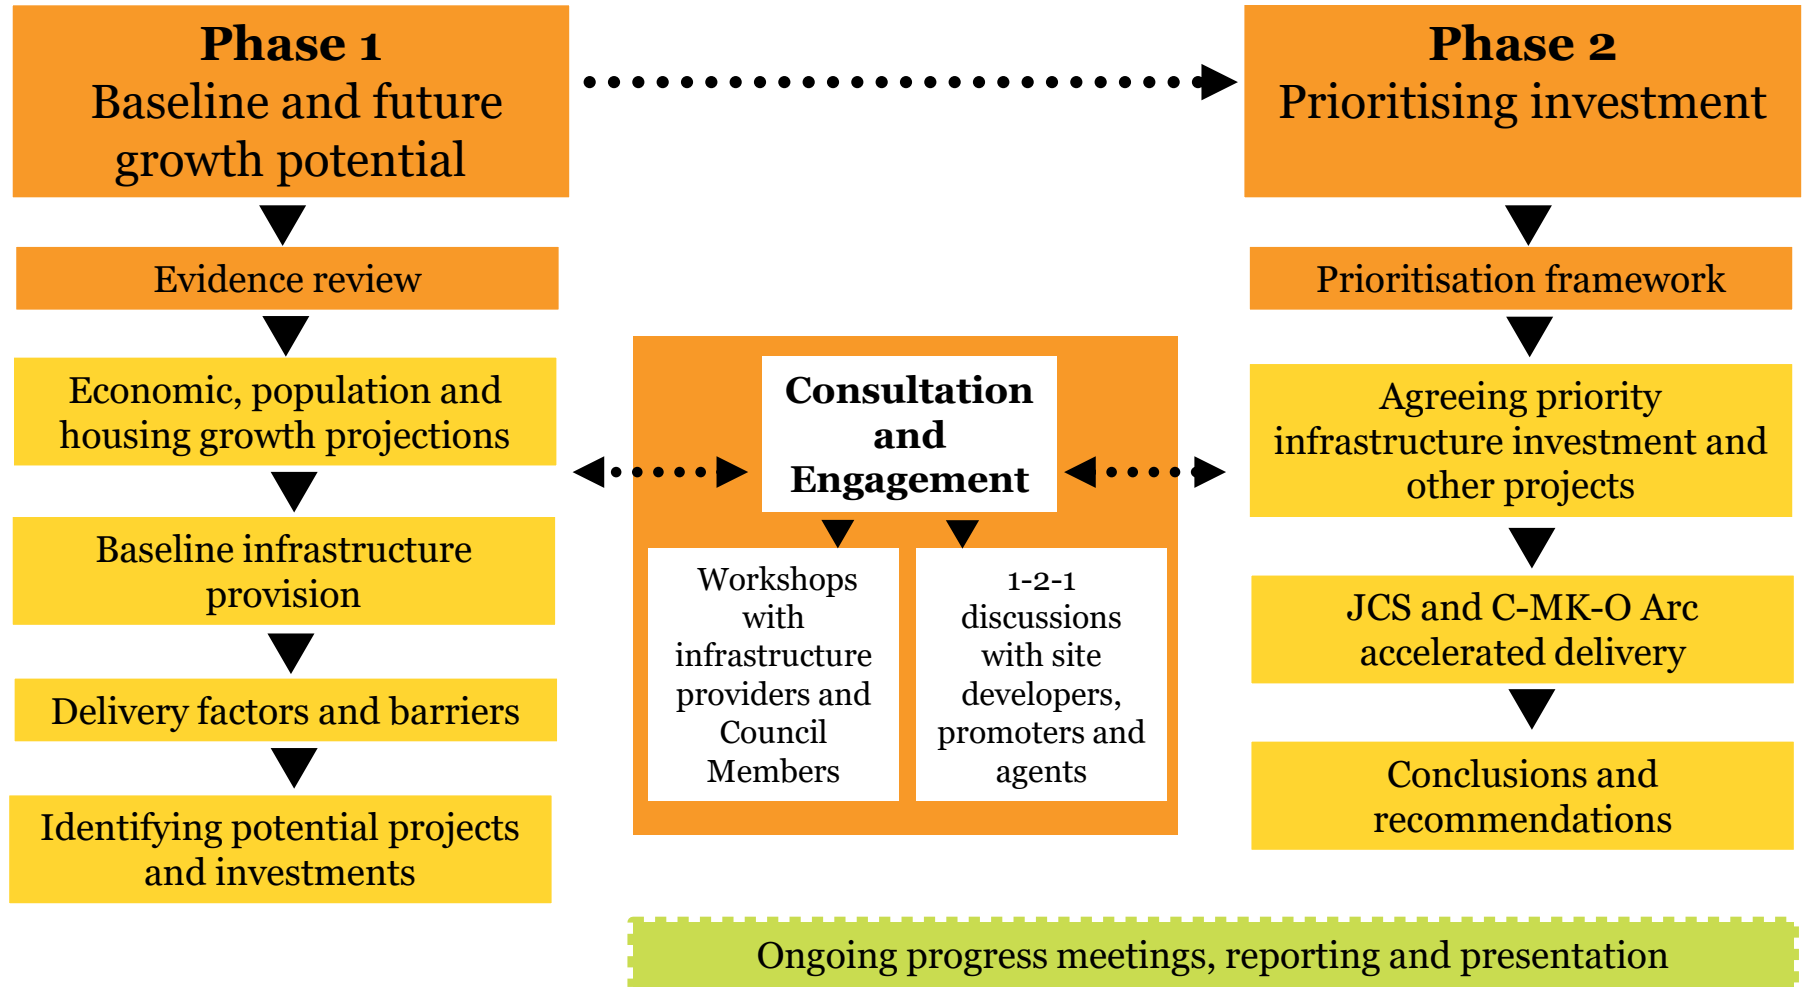 Phase 1
Baseline and future
growth potential
Evidence review
Economic, population and
housing growth projections
Baseline infrastructure
provision
Delivery factors and barriers
Identifying potential projects
and investments
Consultation
and
Engagement
Workshops
with
infrastructure
providers and
Council
Members
1-2-1
discussions
with site
developers,
promoters and
agents
Phase 2
Prioritising investment
Prioritisation framework
Agreeing priority
infrastructure investment and
other projects
JCS and C-MK-O Arc
accelerated delivery
Conclusions and
recommendations
Ongoing progress meetings, reporting and presentation